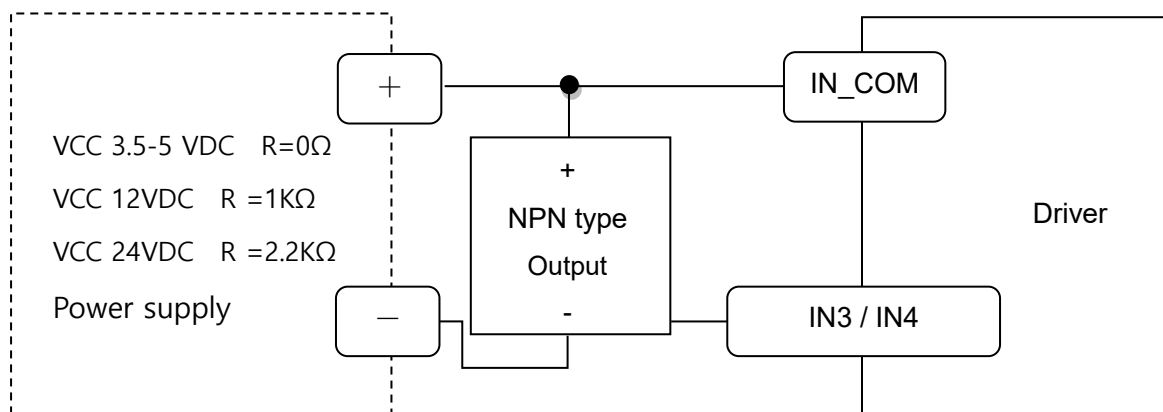 +
IN_COM
VCC 3.5-5 VDC R=0Ω
VCC 12VDC R =1KΩ
VCC 24VDC R =2.2KΩ
Power supply
+
NPN type
Output
-
Driver
−
IN3 / IN4